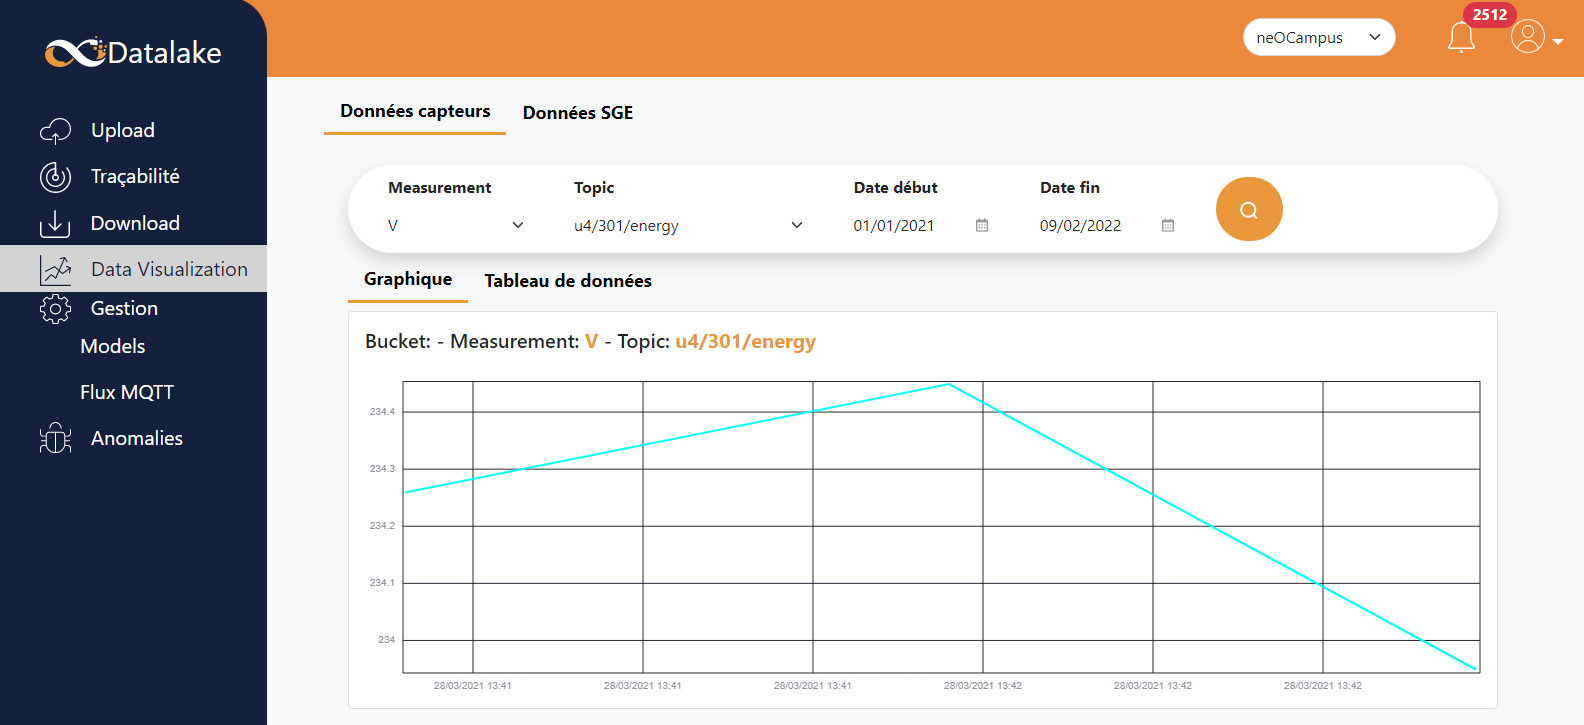 Datalake
neOCampus
2512
Upload
Traçabilité
Download
Data Visualization
Gestion
Models
Flux MQTT
Anomalies
Données capteurs
Données SGE
Measurement
Topic
Date début
Date fin
V
u4/301/energy
01/01/2021
09/02/2022
Graphique
Tableau de données
Bucket: - Measurement: V - Topic: u4/301/energy
234.4
234.3
234.2
234.1
234
28/03/2021 13:41
28/03/2021 13:41
28/03/2021 13:41
28/03/2021 13:42
28/03/2021 13:42
28/03/2021 13:42